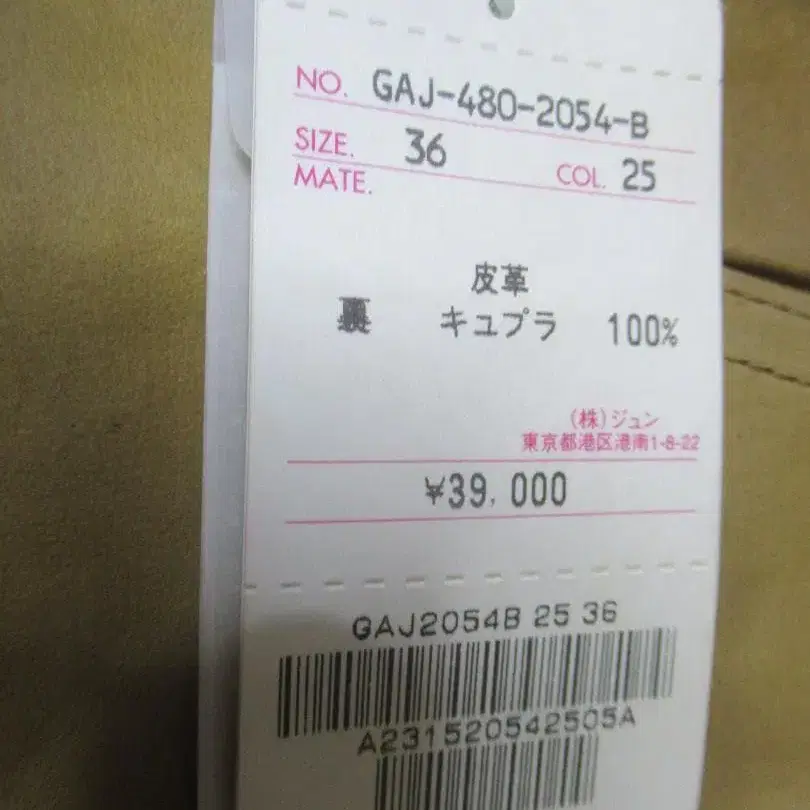 NO. GAJ-480-2054-B
SIZE. 36 COL. 25
MATE.
皮革
裏 キュプラ 100%
(株)ジュン
東京都港区港南1-8-22
¥39,000
GAJ2054B 25 36
A231520542505A